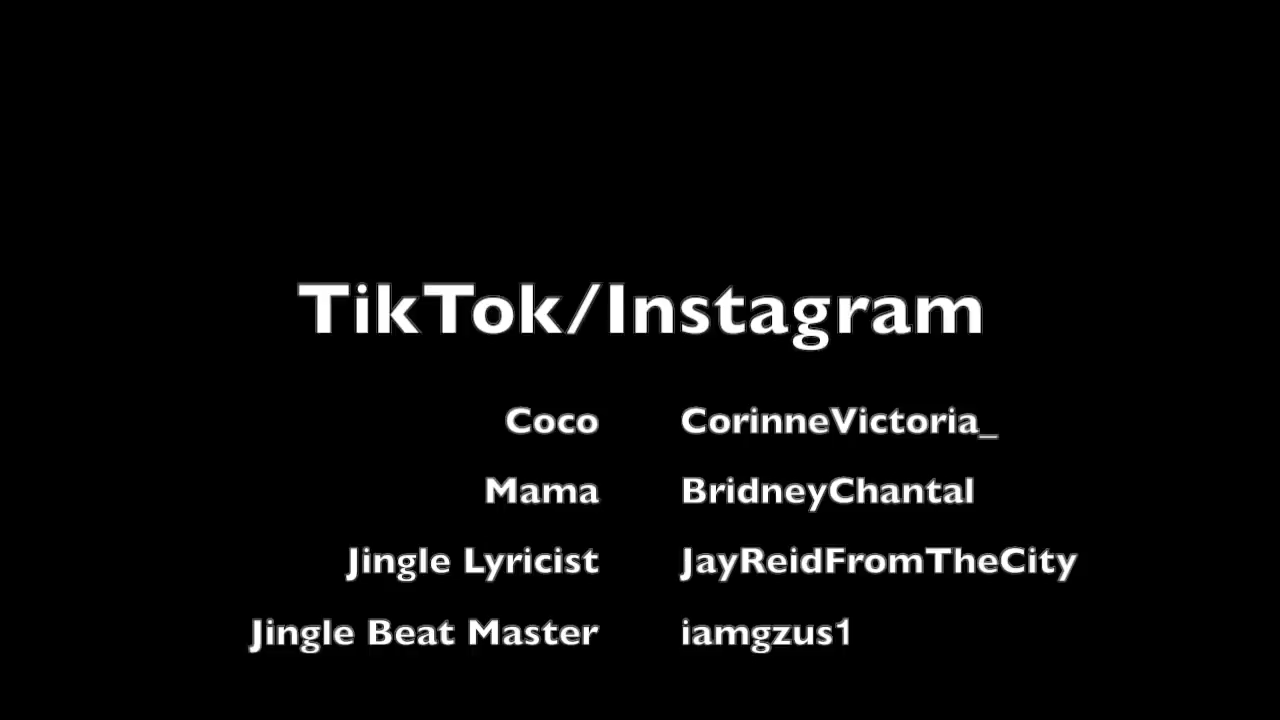 TikTok/Instagram
Coco CorinneVictoria_
Mama BridneyChantal
Jingle Lyricist JayReidFromTheCity
Jingle Beat Master iamgzus1